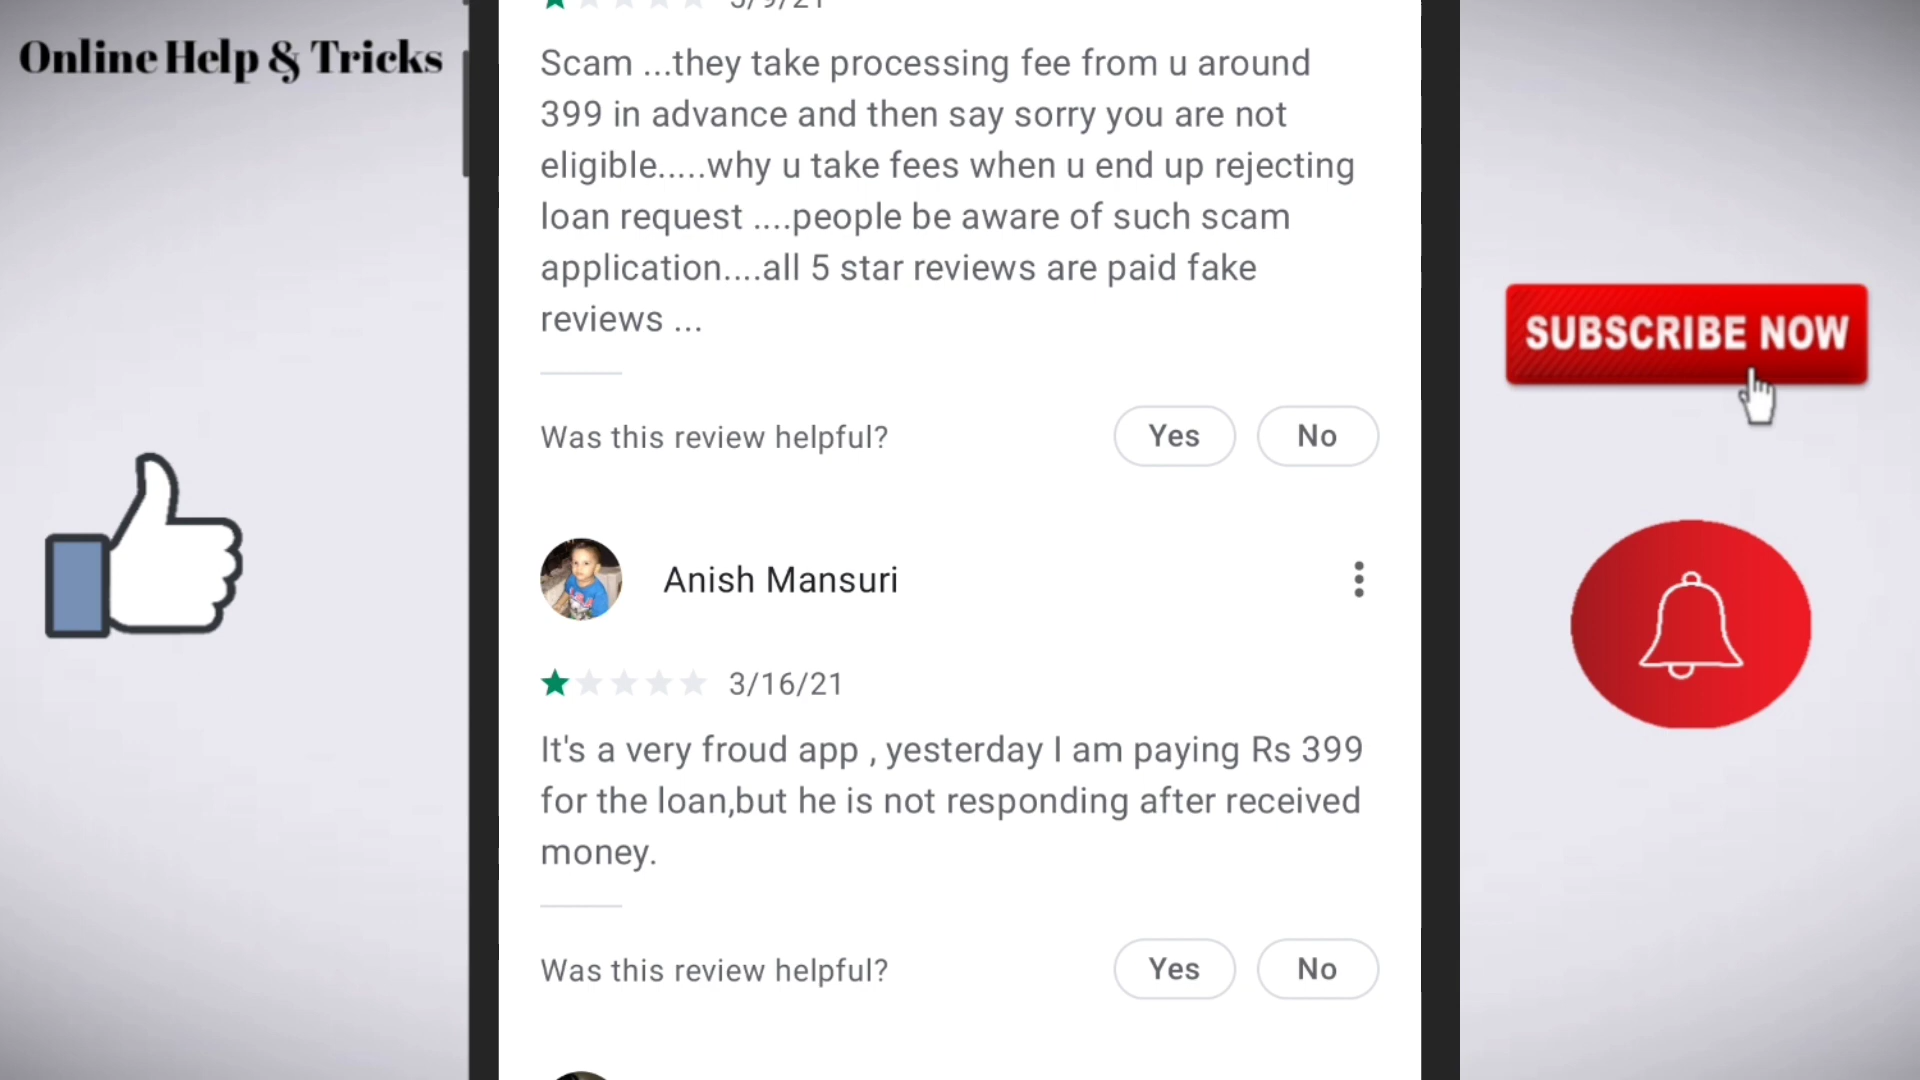 Online Help & Tricks
Scam ...they take processing fee from u around
399 in advance and then say sorry you are not
eligible.....why u take fees when u end up rejecting
loan request ....people be aware of such scam
application....all 5 star reviews are paid fake
reviews ...
Was this review helpful?
Yes
No
SUBSCRIBE NOW
Anish Mansuri
3/16/21
It's a very froud app , yesterday I am paying Rs 399
for the loan,but he is not responding after received
money.
Was this review helpful?
Yes
No